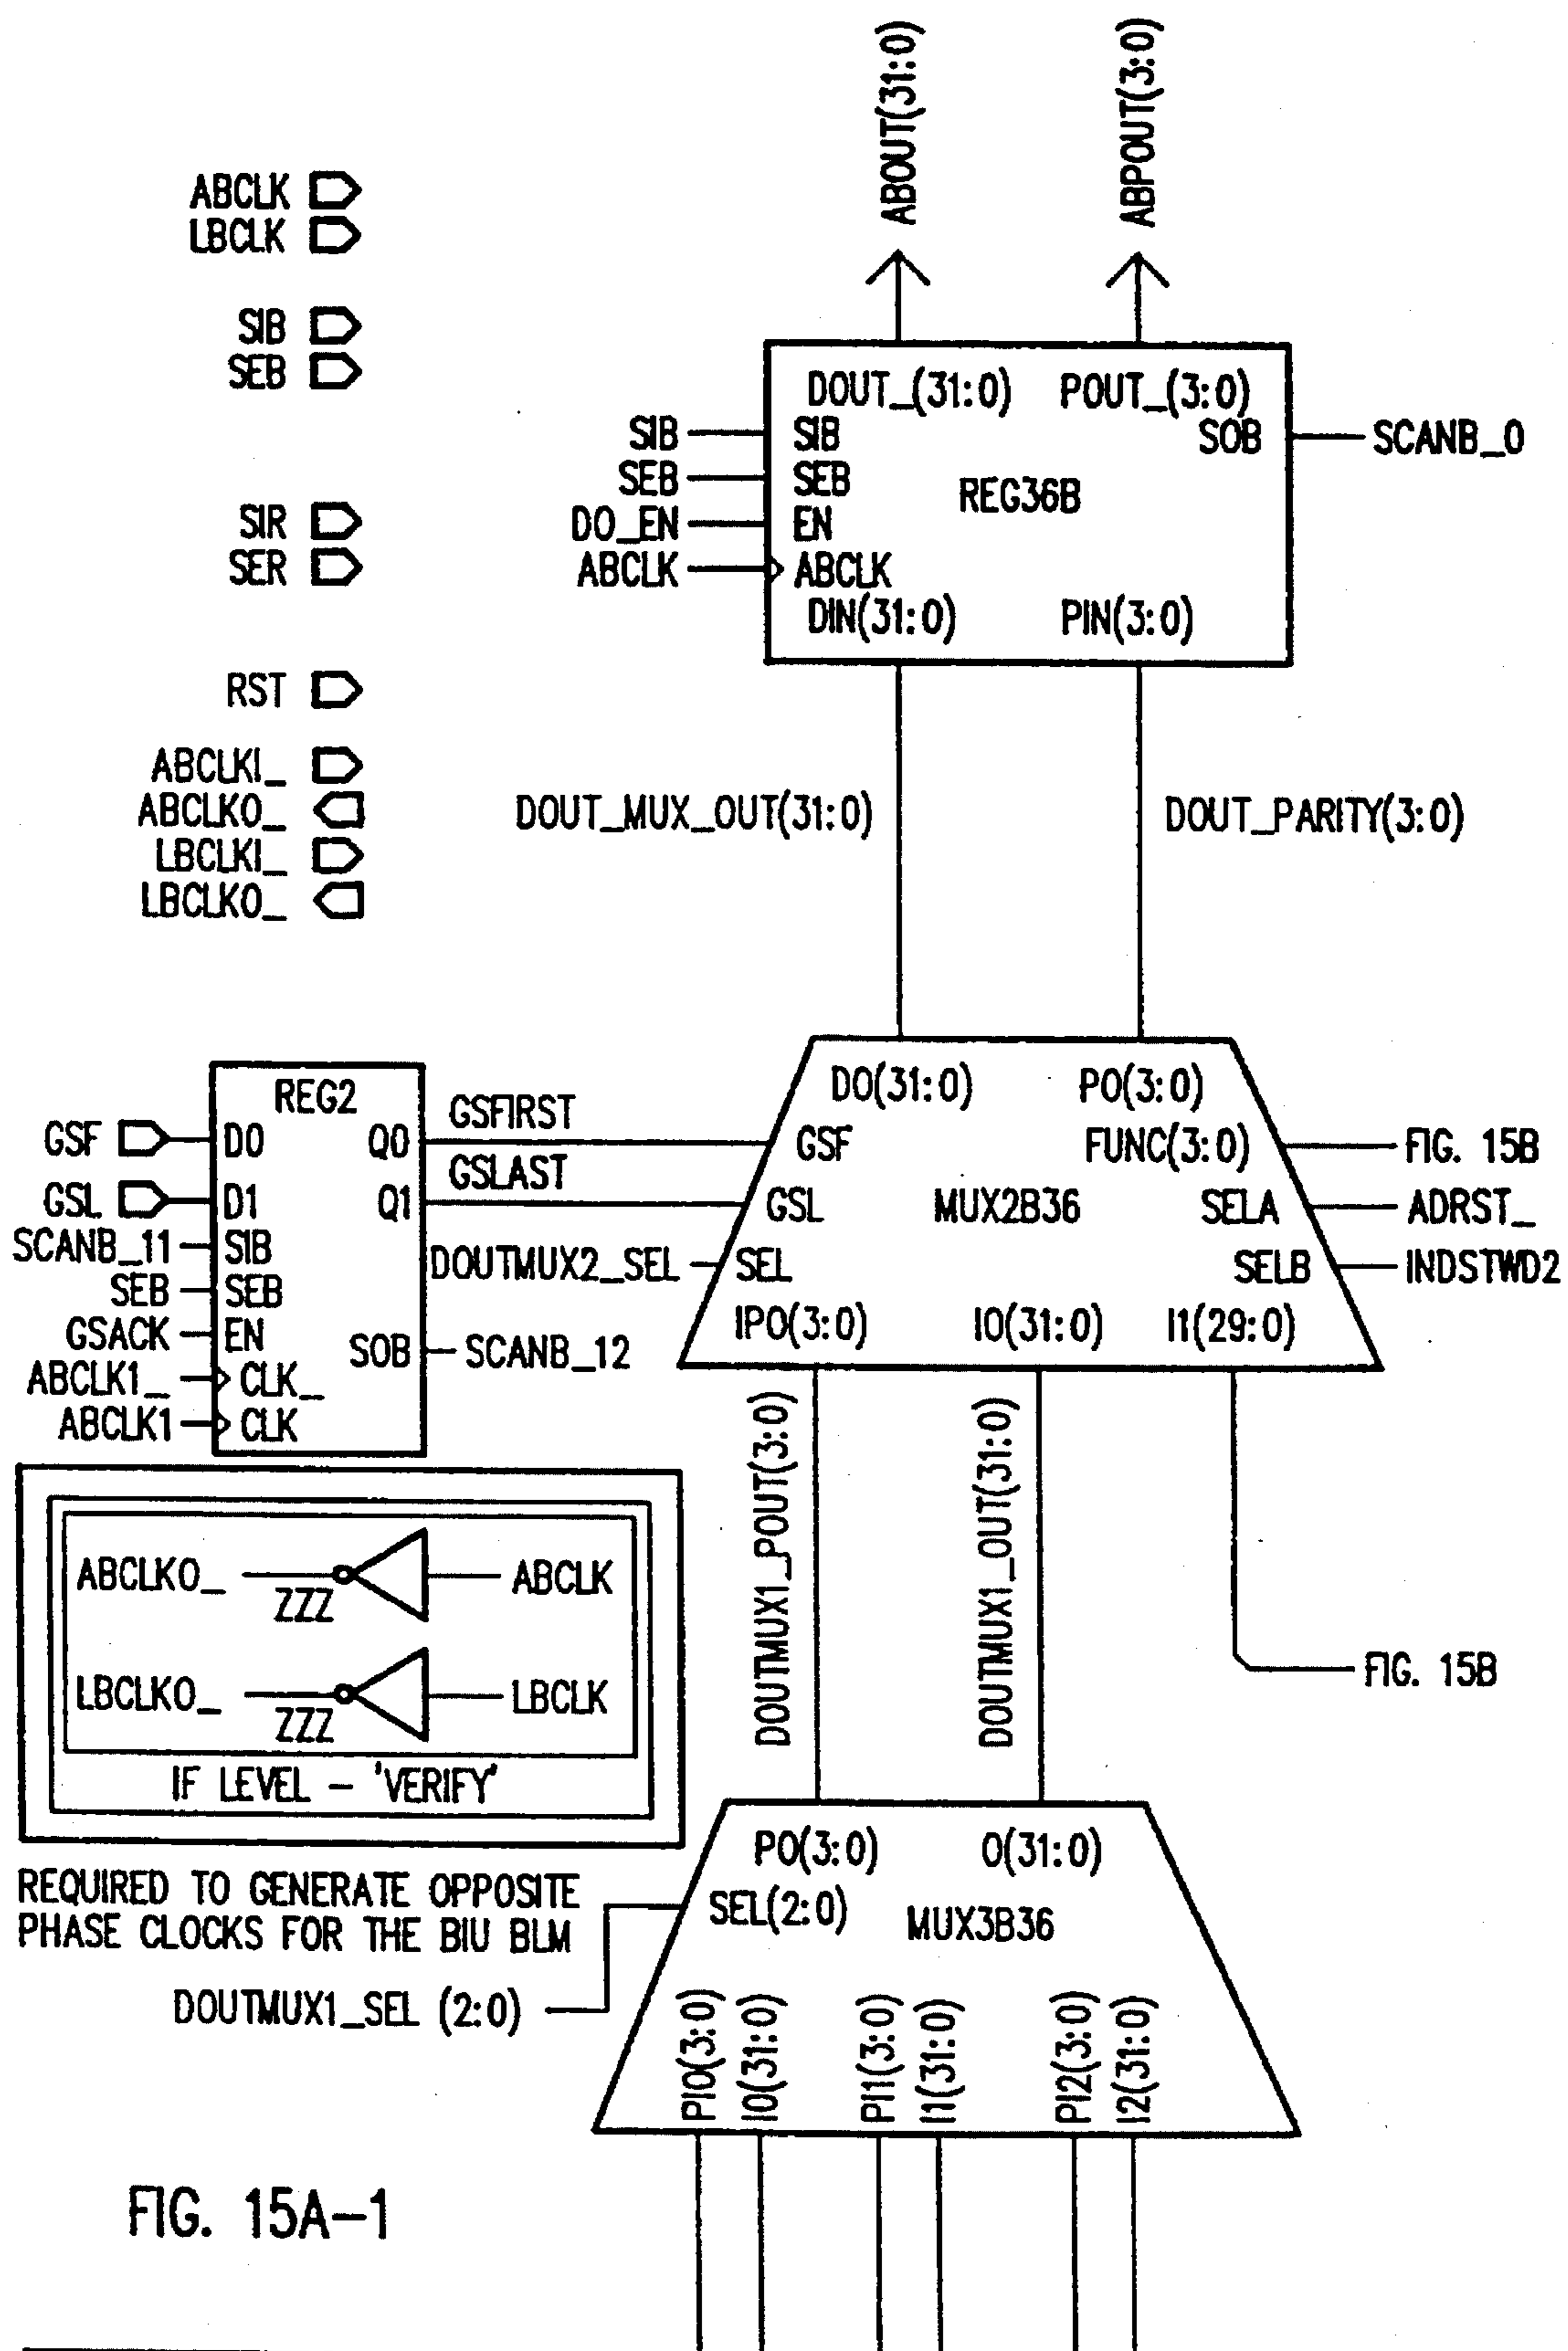 ABOUT(31:0)
ABPOUT(3:0)
ABCLK
LBCLK
SIB
SEB
SIR
SER
RST
ABCLKI_
ABCLKO_
LBCLKI_
LBCLKO_
DOUT_(31:0) POUT_(3:0)
SIB SIB SOB SCANB_0
SEB SEB REG36B
DO_EN EN
ABCLK ABCLK
DIN(31:0) PIN(3:0)
DOUT_MUX_OUT(31:0) DOUT_PARITY(3:0)
REG2
GSF D0 Q0 GSFIRST
GSL D1 Q1 GSLAST
SCANB_11 SIB
SEB SEB
GSACK EN
SOB SCANB_12
ABCLK1_ CLK_
ABCLK1 CLK
DO(31:0) PO(3:0)
GSF FUNC(3:0) FIG. 15B
GSL MUX2B36 SELA ADRST_
DOUTMUX2_SEL SEL SELB INDSTWD2
IPO(3:0) I0(31:0) I1(29:0)
ABCLKO_ ZZZ ABCLK
LBCLKO_ ZZZ LBCLK
IF LEVEL - 'VERIFY'
REQUIRED TO GENERATE OPPOSITE
PHASE CLOCKS FOR THE BIU BLM
DOUTMUX1_POUT(3:0)
DOUTMUX1_OUT(31:0)
FIG. 15B
PO(3:0) O(31:0)
SEL(2:0) MUX3B36
DOUTMUX1_SEL (2:0)
PI0(3:0)
I0(31:0)
PI1(3:0)
I1(31:0)
PI2(3:0)
I2(31:0)
FIG. 15A-1